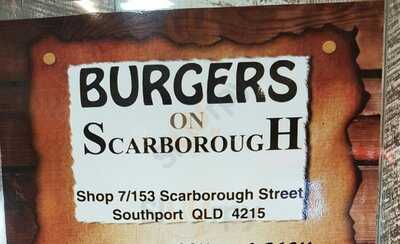 BURGERS
ON
SCARBOROUGH
Shop 7/153 Scarborough Street
Southport QLD 4215